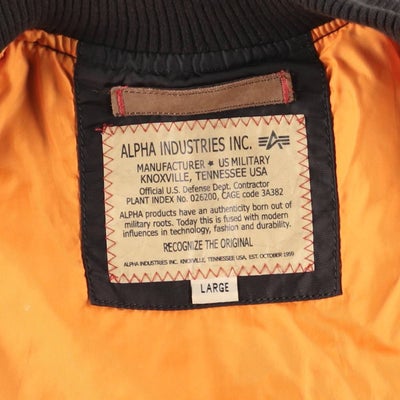 ALPHA INDUSTRIES INC.
MANUFACTURER ★ US MILITARY
KNOXVILLE, TENNESSEE USA
Official U.S. Defense Dept. Contractor
PLANT INDEX No. 026200, CAGE code 3A382
ALPHA products have an authenticity born out of
military roots. Today this is fused with modern
influences in technology, fashion and durability.
RECOGNIZE THE ORIGINAL
ALPHA INDUSTRIES INC. KNOXVILLE, TENNESSEE USA, EST. OCTOBER 1959
LARGE